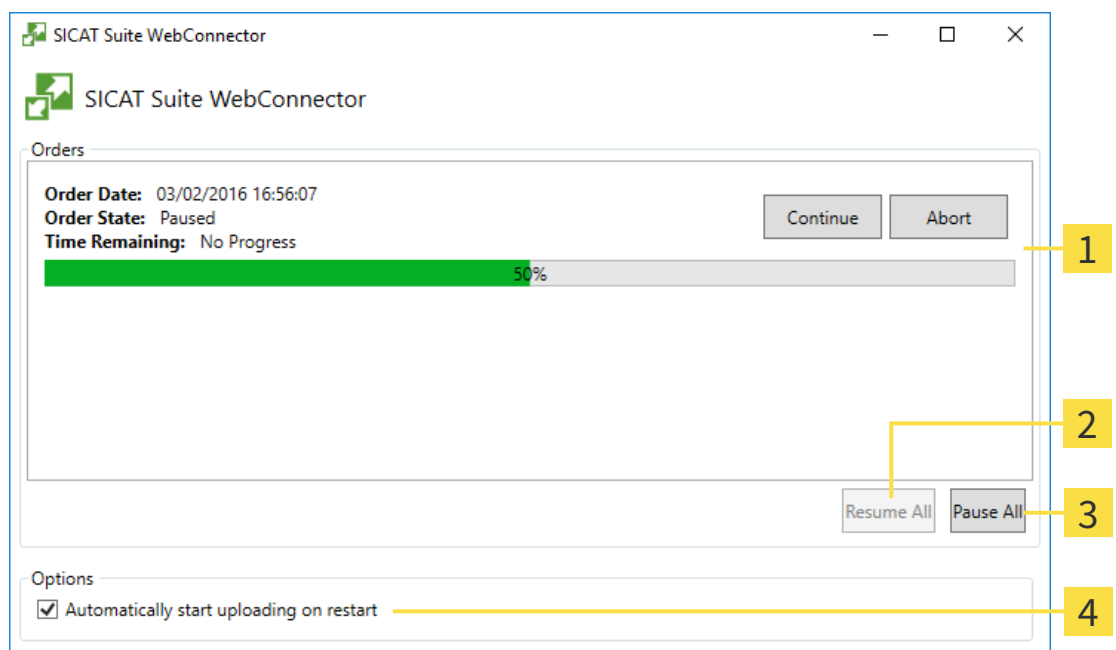 SICAT Suite WebConnector
SICAT Suite WebConnector
Orders
Order Date: 03/02/2016 16:56:07
Order State: Paused
Time Remaining: No Progress
Continue Abort
1
50%
2
Resume All Pause All
3
Options
Automatically start uploading on restart
4